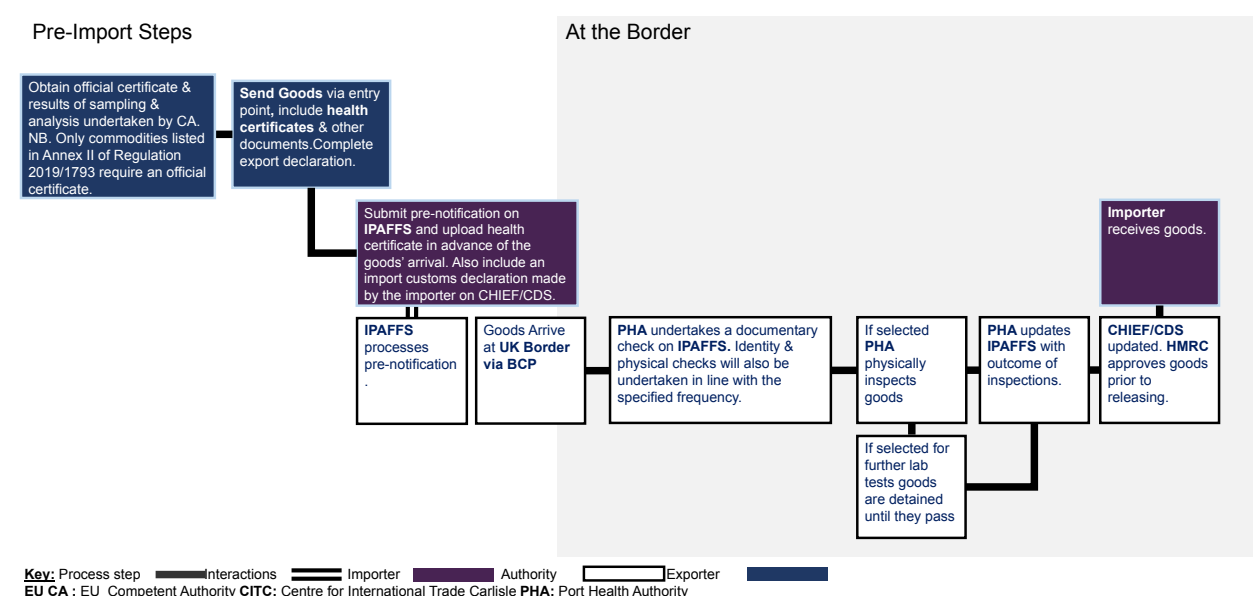 Pre-Import Steps
At the Border
Obtain official certificate &
results of sampling &
analysis undertaken by CA.
NB. Only commodities listed
in Annex II of Regulation
2019/1793 require an official
certificate.
Send Goods via entry
point, include health
certificates & other
documents.Complete
export declaration.
Submit pre-notification on
IPAFFS and upload health
certificate in advance of the
goods' arrival. Also include an
import customs declaration made
by the importer on CHIEF/CDS.
Importer
receives goods.
IPAFFS
processes
pre-notification
.
Goods Arrive
at UK Border
via BCP
PHA undertakes a documentary
check on IPAFFS. Identity &
physical checks will also be
undertaken in line with the
specified frequency.
If selected
PHA
physically
inspects
goods
PHA updates
IPAFFS with
outcome of
inspections.
CHIEF/CDS
updated. HMRC
approves goods
prior to
releasing.
If selected for
further lab
tests goods
are detained
until they pass
Key: Process step Interactions Importer Authority Exporter
EU CA : EU Competent Authority CITC: Centre for International Trade Carlisle PHA: Port Health Authority